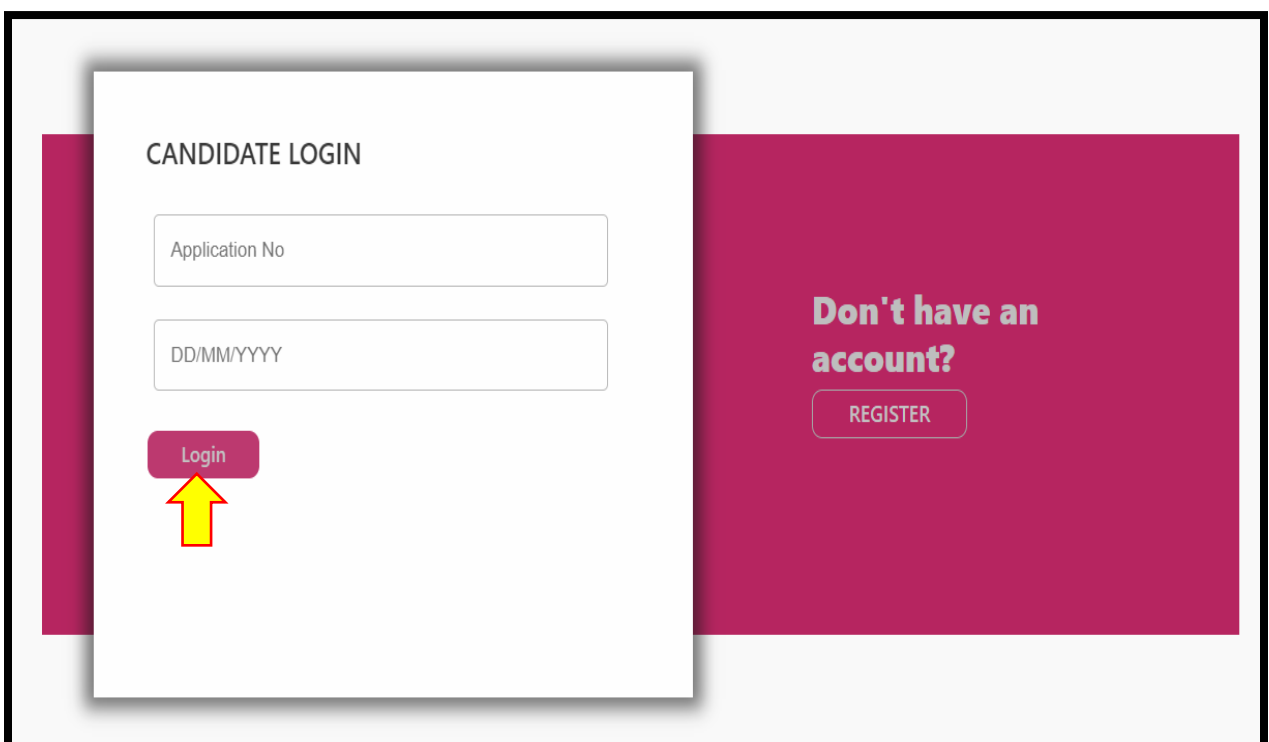 CANDIDATE LOGIN
Application No
DD/MM/YYYY
Login
Don't have an
account?
REGISTER